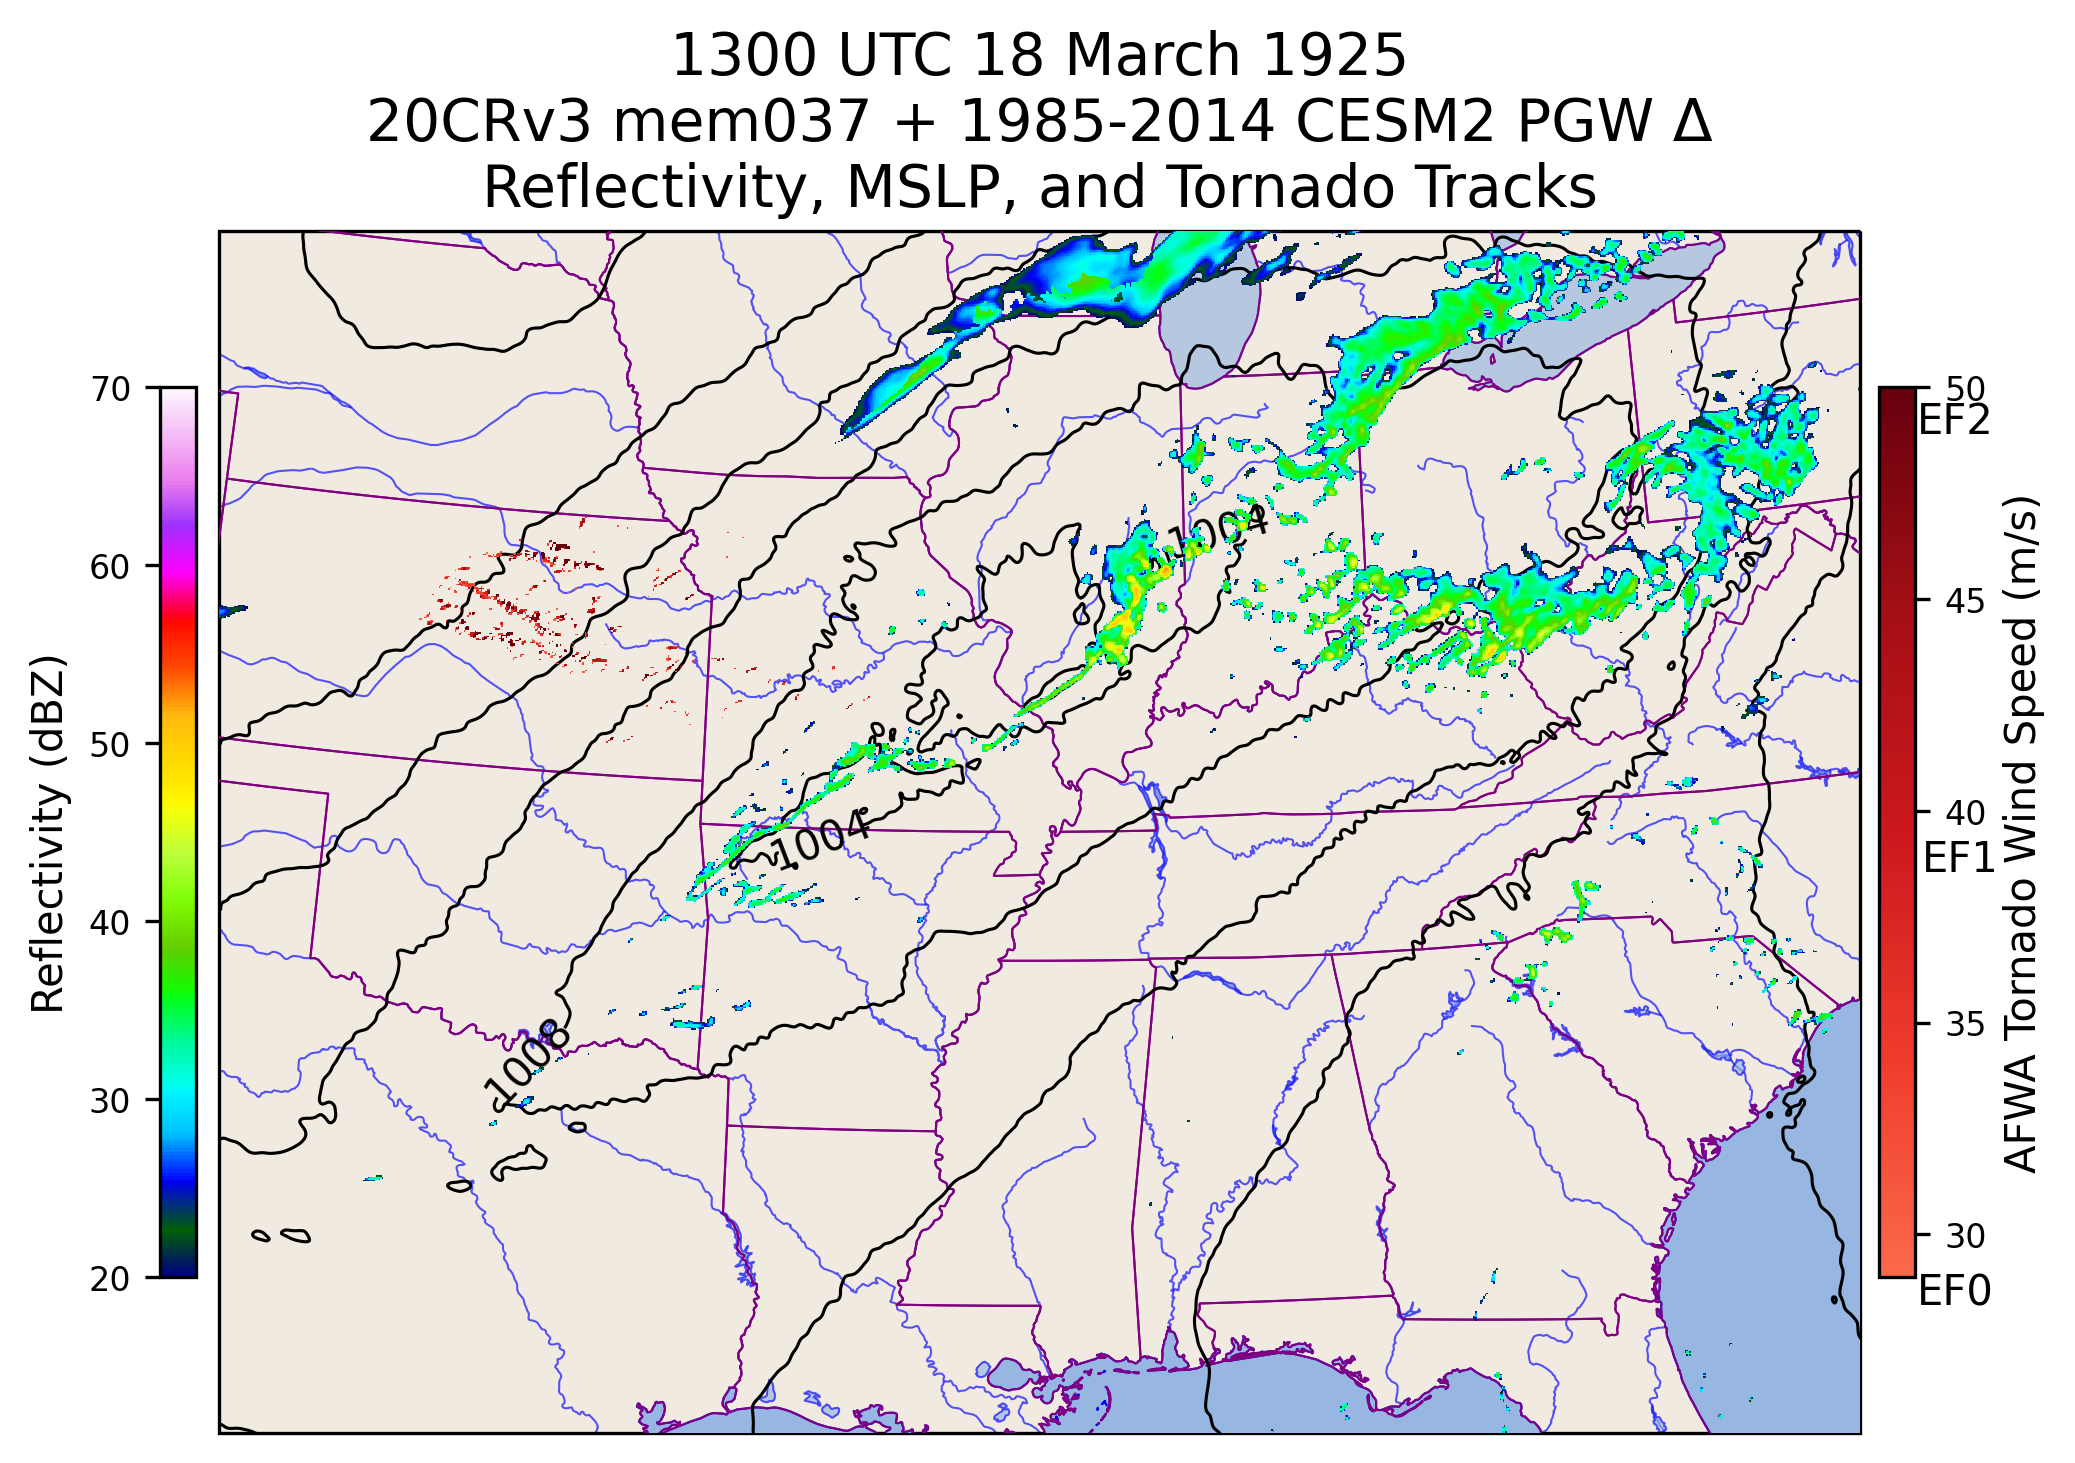 1300 UTC 18 March 1925
20CRv3 mem037 + 1985-2014 CESM2 PGW Δ
Reflectivity, MSLP, and Tornado Tracks
Reflectivity (dBZ)
70
60
50
40
30
20
1004
1004
1008
50
EF2
45
40
EF1
35
30
EF0
AFWA Tornado Wind Speed (m/s)